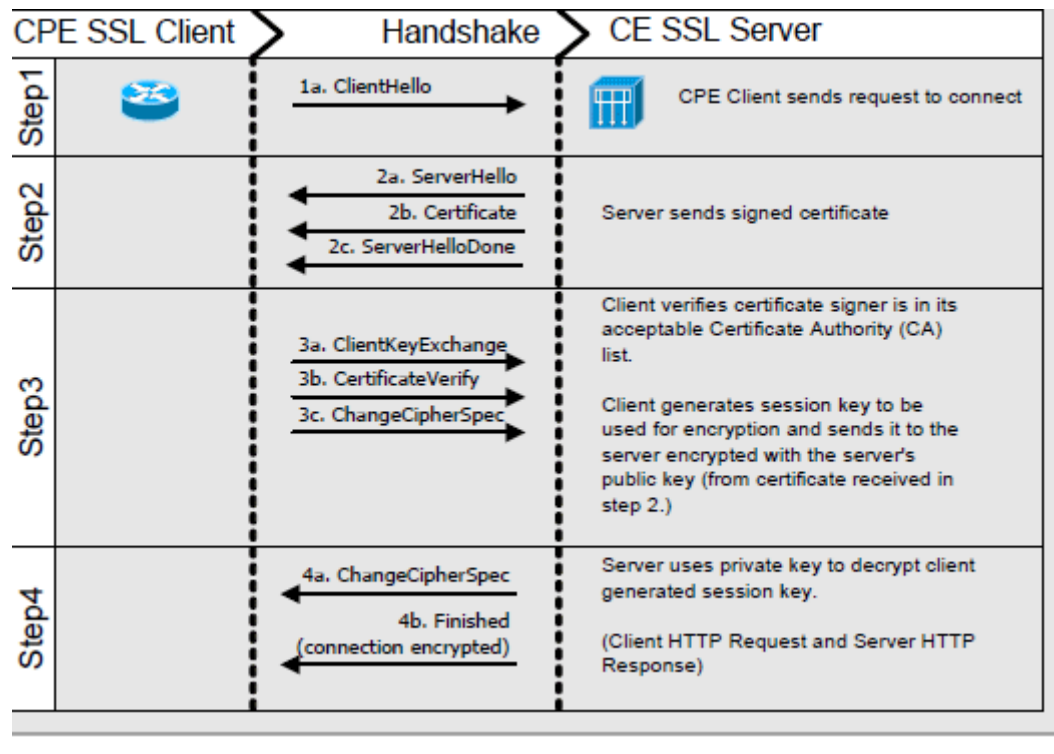 CPE SSL Client
Handshake
CE SSL Server
Step1
1a. ClientHello
CPE Client sends request to connect
Step2
2a. ServerHello
2b. Certificate
2c. ServerHelloDone
Server sends signed certificate
Step3
3a. ClientKeyExchange
3b. CertificateVerify
3c. ChangeCipherSpec
Client verifies certificate signer is in its
acceptable Certificate Authority (CA)
list.
Client generates session key to be
used for encryption and sends it to the
server encrypted with the server's
public key (from certificate received in
step 2.)
Step4
4a. ChangeCipherSpec
4b. Finished
(connection encrypted)
Server uses private key to decrypt client
generated session key.
(Client HTTP Request and Server HTTP
Response)